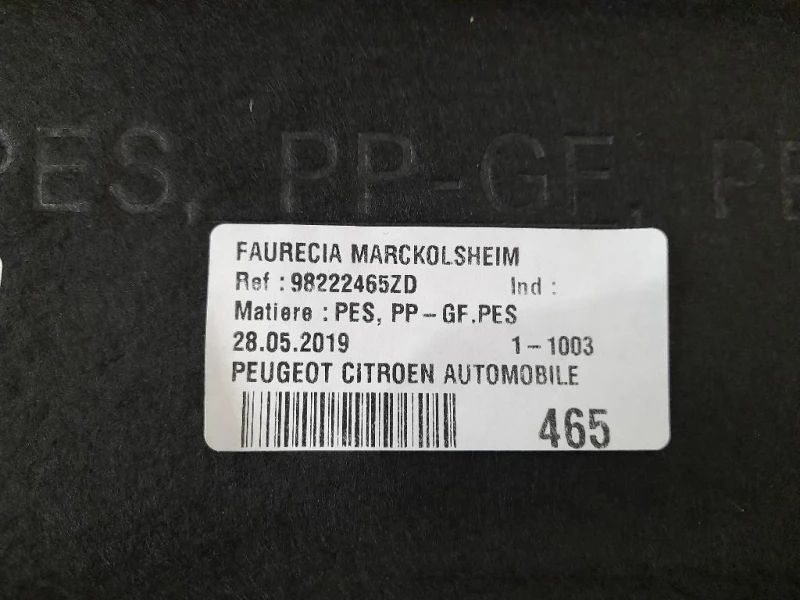 PES, PP-GF, PE
FAURECIA MARCKOLSHEIM
Ref : 98222465ZD Ind :
Matiere : PES, PP-GF.PES
28.05.2019 1-1003
PEUGEOT CITROEN AUTOMOBILE
465